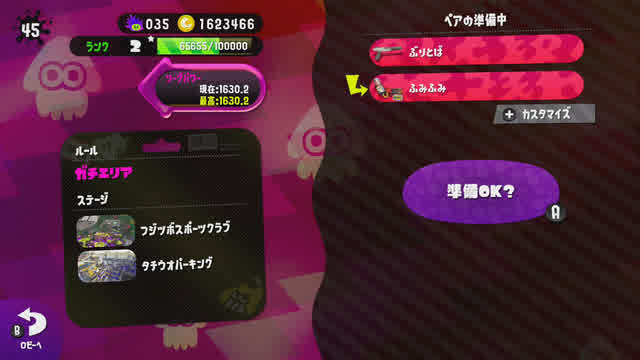 45
035
1623466
ランク 2 65655/100000
リーグパワー
現在:1630.2
最高:1630.2
ルール
ガチエリア
ステージ
フジツボスポーツクラブ
タチウオパーキング
B
ロビーへ
ペアの準備中
ぷりとば
ふみふみ
+ カスタマイズ
準備OK?
A